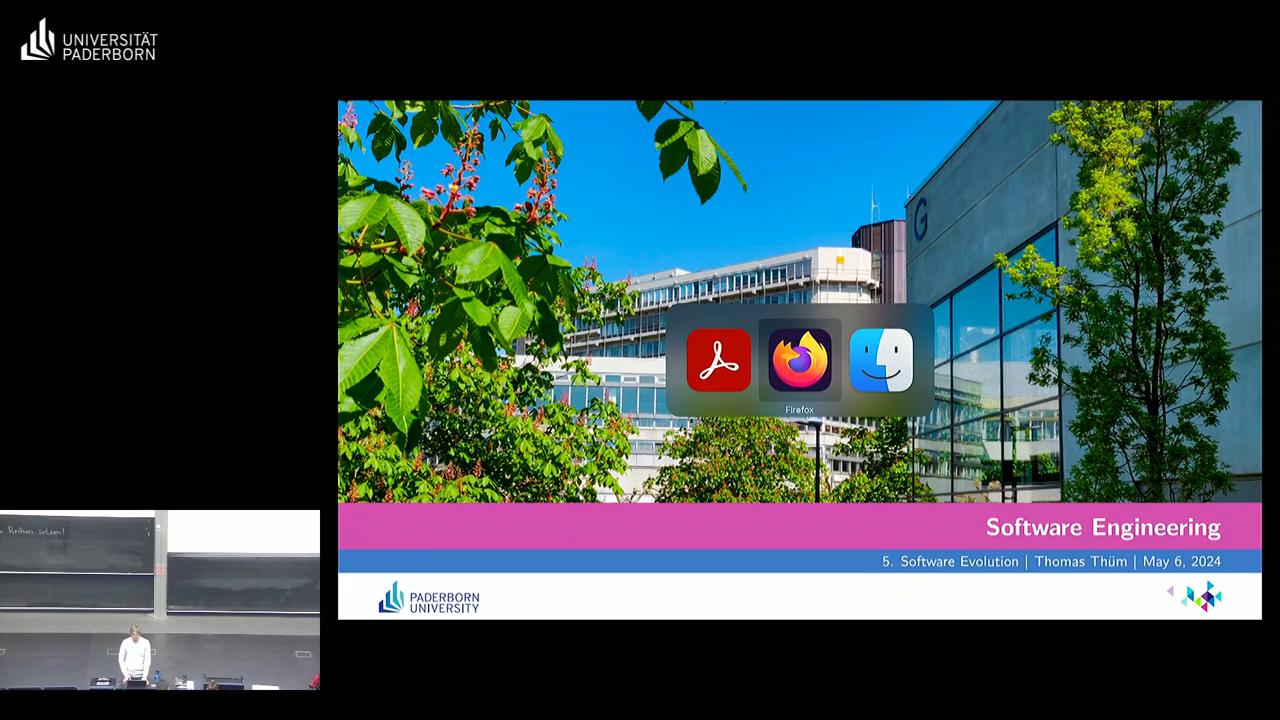 UNIVERSITÄT
PADERBORN
G
Firefox
Software Engineering
5. Software Evolution | Thomas Thüm | May 6, 2024
PADERBORN
UNIVERSITY